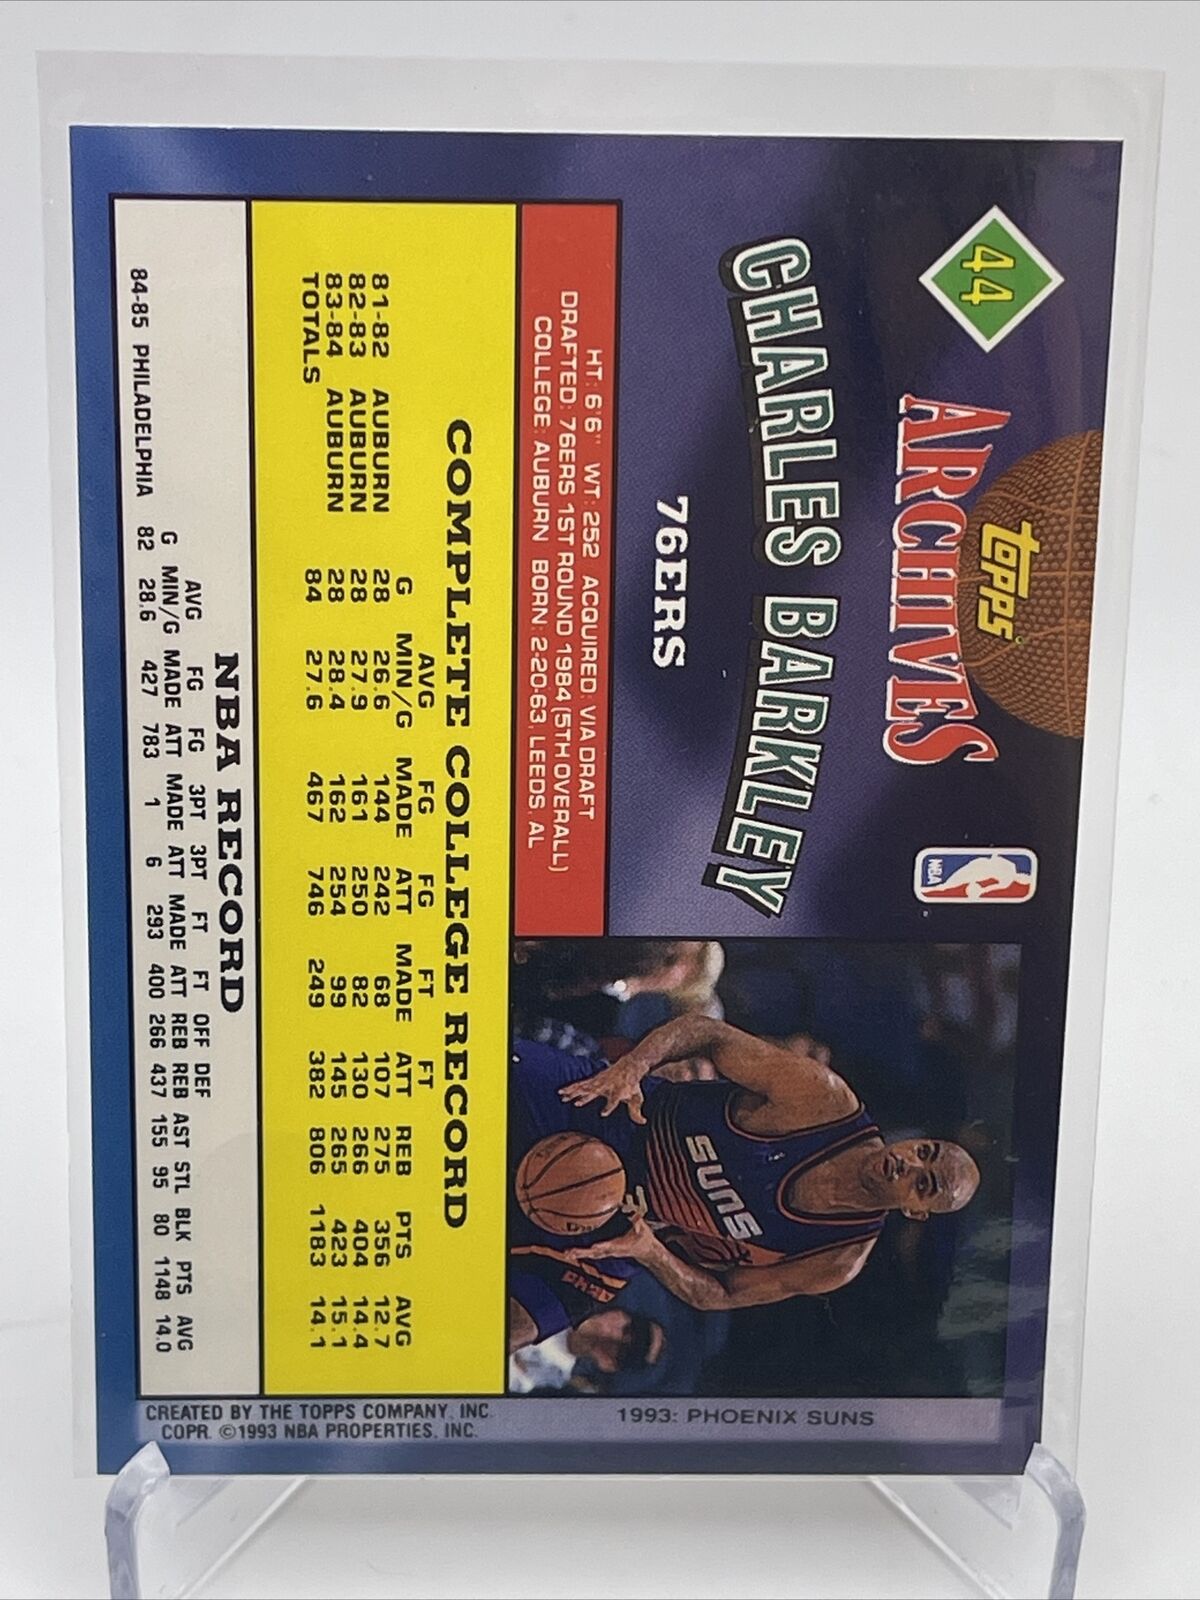 44
topps
ARCHIVES
NBA
CHARLES BARKLEY
76ERS
HT: 6'6" WT: 252 ACQUIRED: VIA DRAFT
DRAFTED: 76ERS 1ST ROUND 1984 (5TH OVERALL)
COLLEGE: AUBURN BORN: 2-20-63, LEEDS, AL
SUNS
1993: PHOENIX SUNS
COMPLETE COLLEGE RECORD
AVG FG FG FT FT
G MIN/G MADE ATT MADE ATT REB PTS AVG
81-82 AUBURN 28 26.6 144 242 68 107 275 356 12.7
82-83 AUBURN 28 27.9 161 250 82 130 266 404 14.4
83-84 AUBURN 28 28.4 162 254 99 145 265 423 15.1
TOTALS 84 27.6 467 746 249 382 806 1183 14.1
NBA RECORD
AVG FG FG 3PT 3PT FT FT OFF DEF
G MIN/G MADE ATT MADE ATT MADE ATT REB REB AST STL BLK PTS AVG
84-85 PHILADELPHIA 82 28.6 427 783 1 6 293 400 266 437 155 95 80 1148 14.0
CREATED BY THE TOPPS COMPANY, INC.
COPR. ©1993 NBA PROPERTIES, INC.